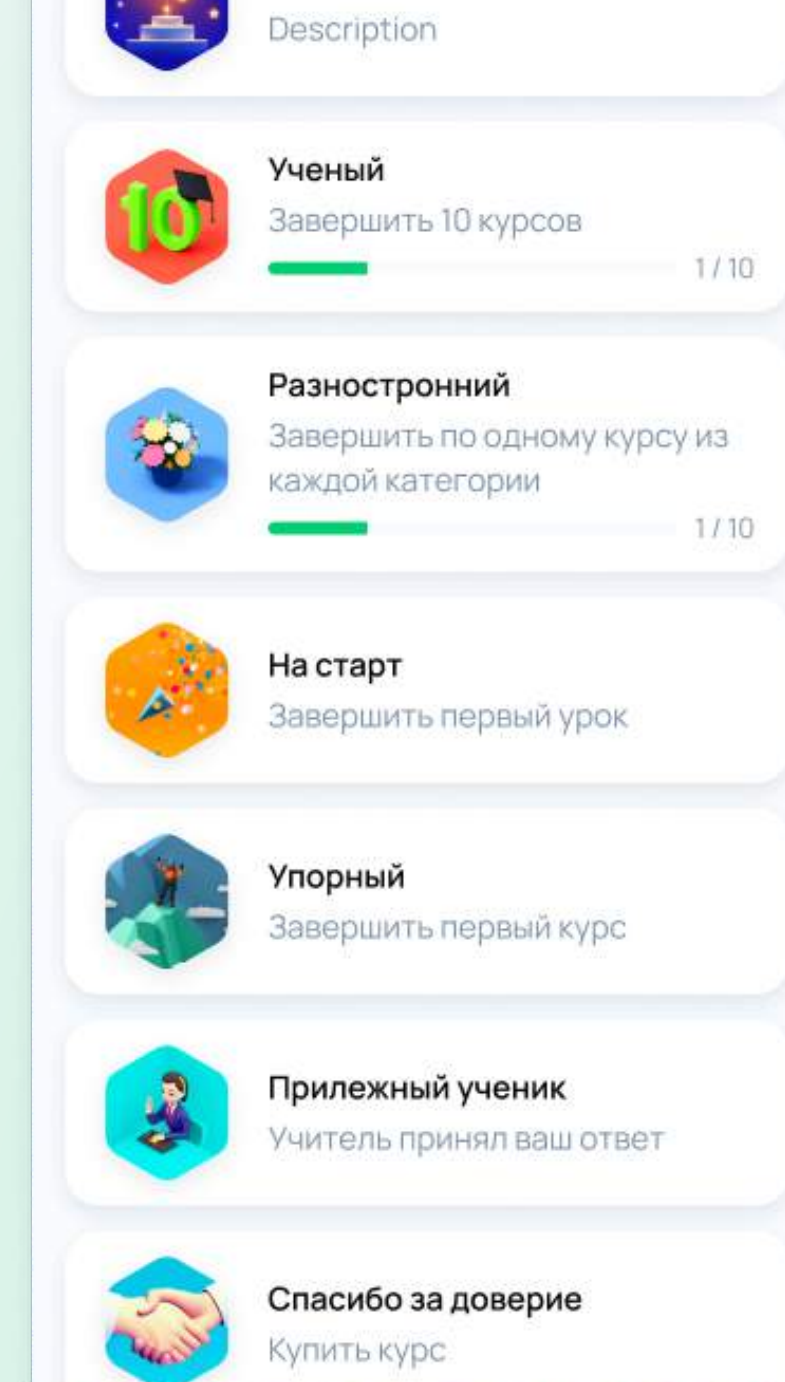 Description
Ученый
Завершить 10 курсов
1 / 10
10
Разностронний
Завершить по одному курсу из
каждой категории
1 / 10
На старт
Завершить первый урок
Упорный
Завершить первый курс
Прилежный ученик
Учитель принял ваш ответ
Спасибо за доверие
Купить курс